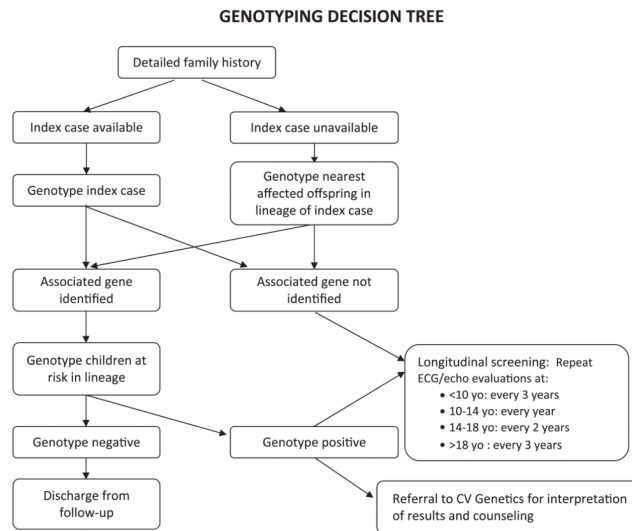 GENOTYPING DECISION TREE
Detailed family history
Index case available
Index case unavailable
Genotype index case
Genotype nearest
affected offspring in
lineage of index case
Associated gene
identified
Associated gene not
identified
Genotype children at
risk in lineage
Longitudinal screening: Repeat
ECG/echo evaluations at:
• <10 yo: every 3 years
• 10-14 yo: every year
• 14-18 yo: every 2 years
• >18 yo : every 3 years
Genotype negative
Genotype positive
Discharge from
follow-up
Referral to CV Genetics for interpretation
of results and counseling